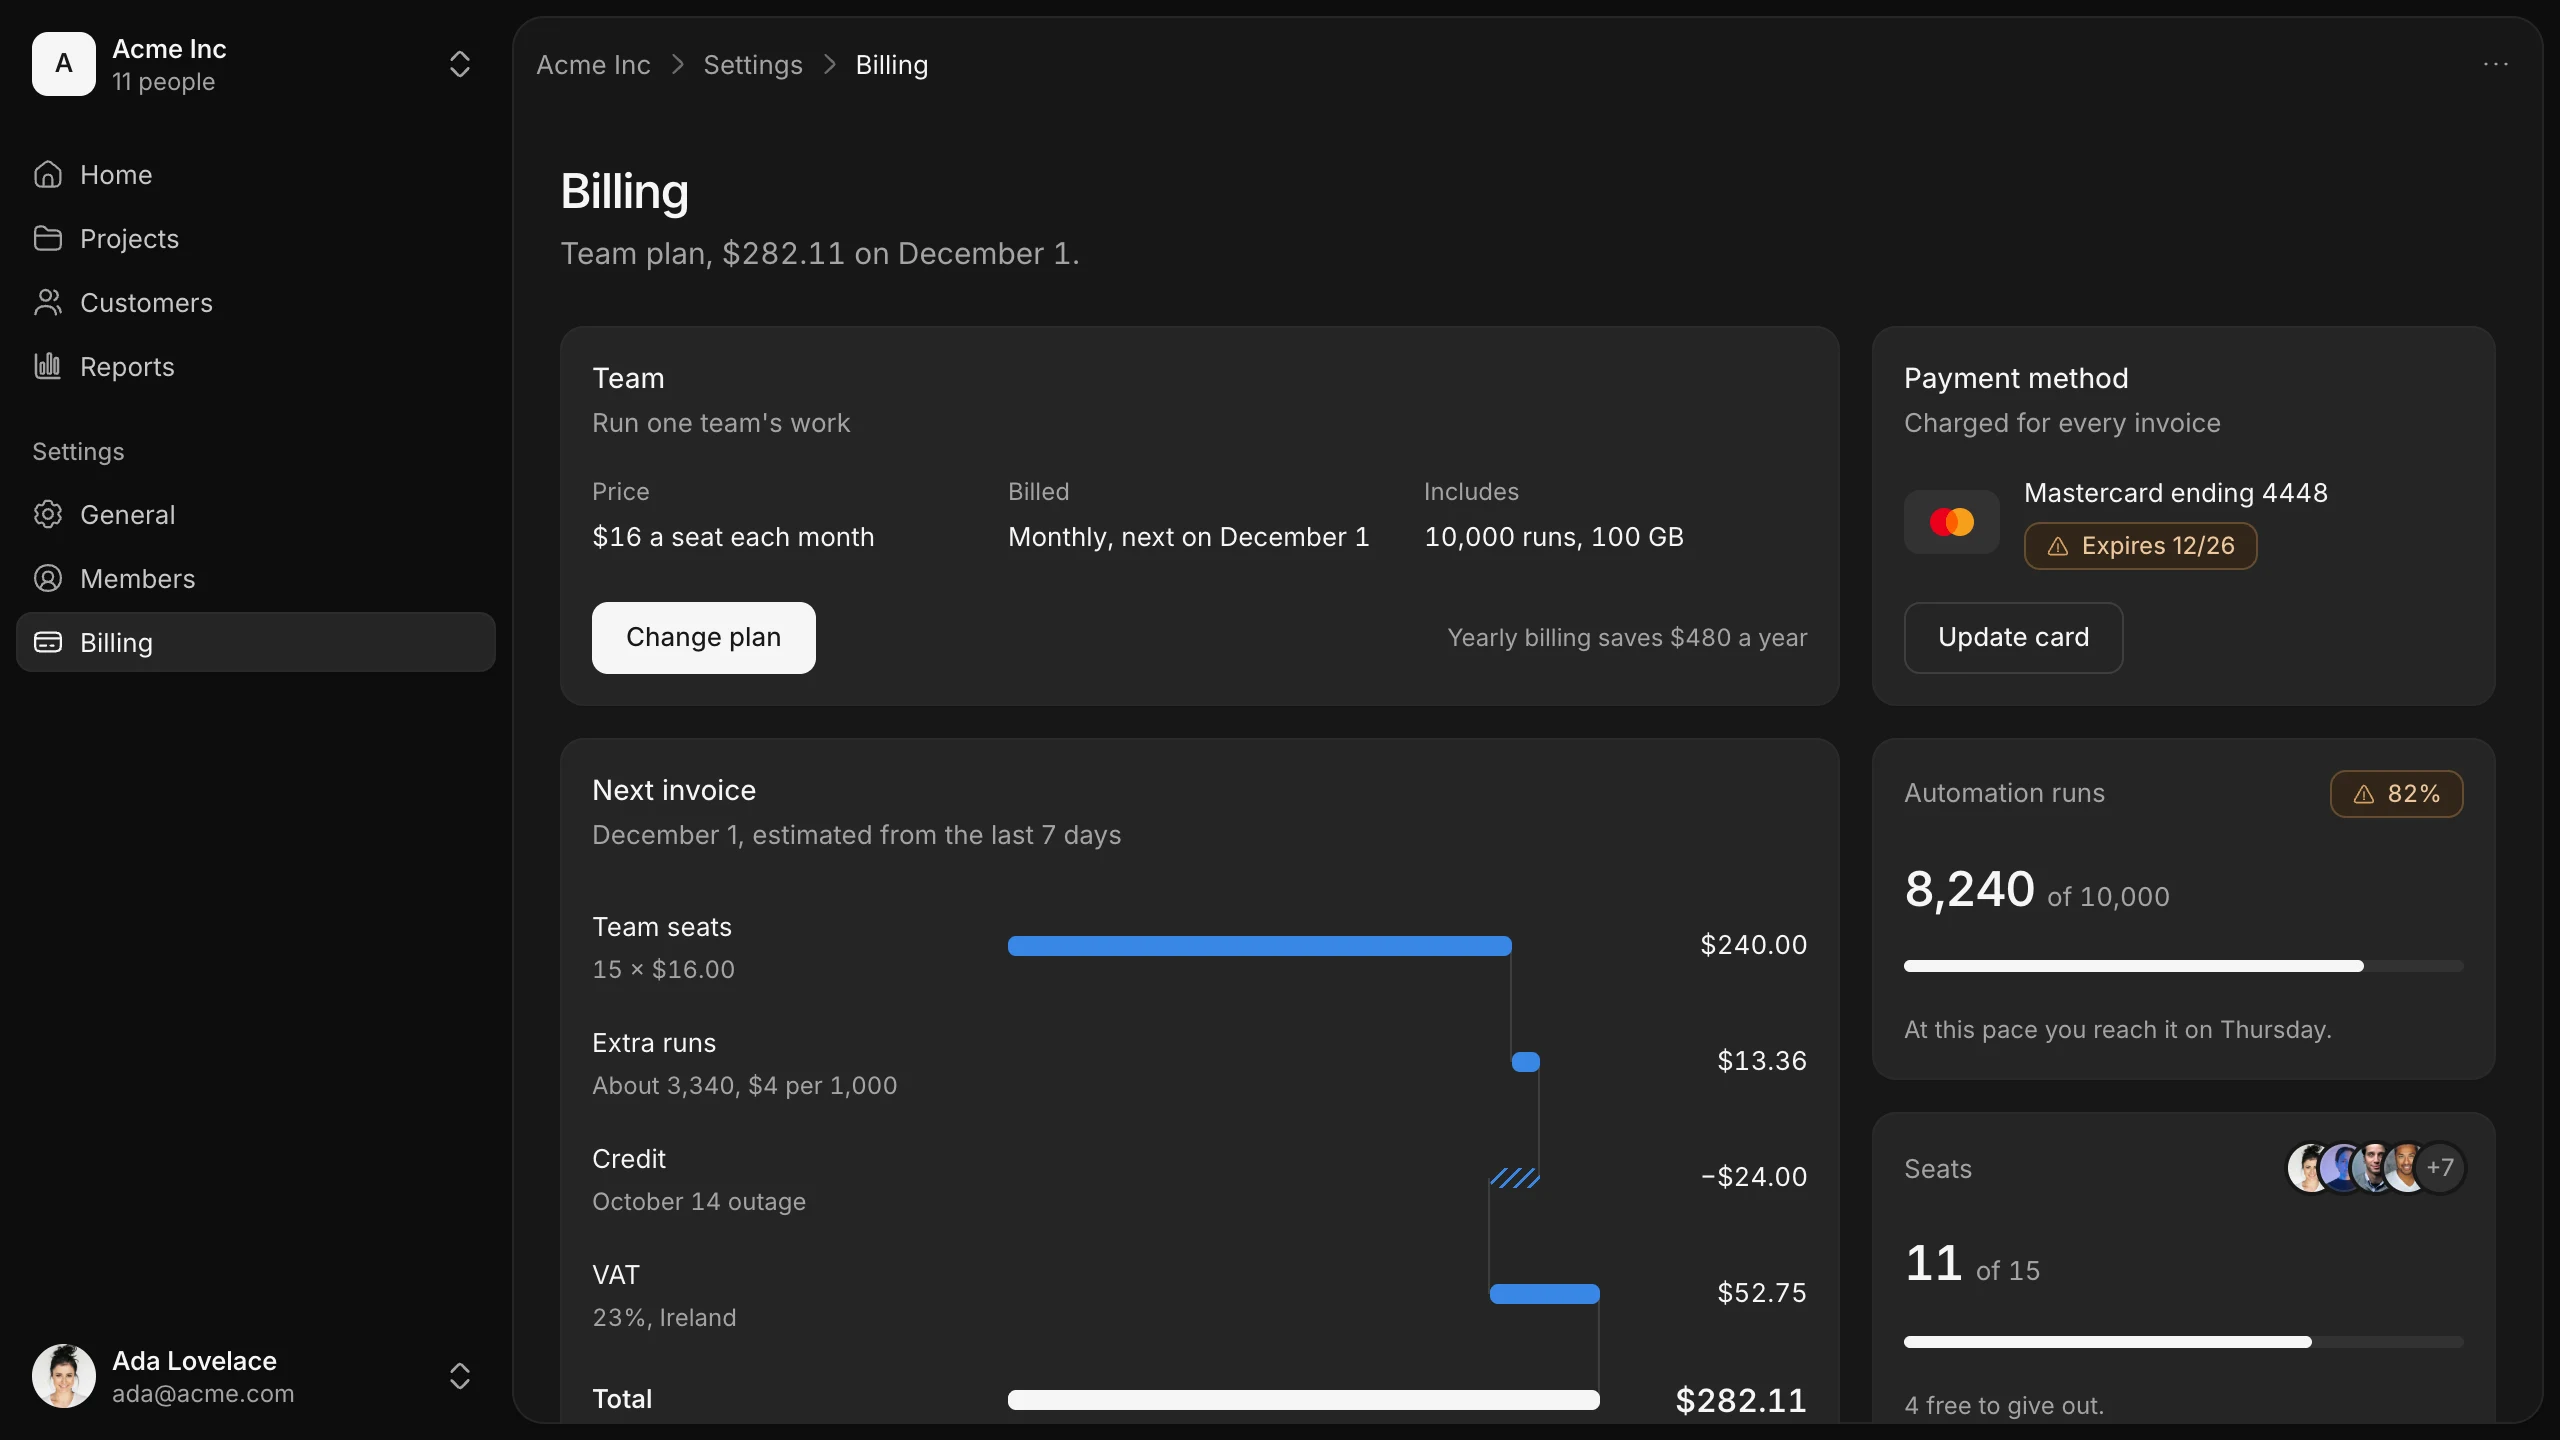 A
Acme Inc
11 people
Home
Projects
Customers
Reports
Settings
General
Members
Billing
Ada Lovelace
ada@acme.com
Acme Inc Settings Billing
Billing
Team plan, $282.11 on December 1.
Team
Run one team's work
Price
$16 a seat each month
Billed
Monthly, next on December 1
Includes
10,000 runs, 100 GB
Change plan
Yearly billing saves $480 a year
Payment method
Charged for every invoice
Mastercard ending 4448
Expires 12/26
Update card
Next invoice
December 1, estimated from the last 7 days
Team seats
15 × $16.00
$240.00
Extra runs
About 3,340, $4 per 1,000
$13.36
Credit
October 14 outage
−$24.00
VAT
23%, Ireland
$52.75
Total
$282.11
Automation runs
82%
8,240 of 10,000
At this pace you reach it on Thursday.
Seats
+7
11 of 15
4 free to give out.